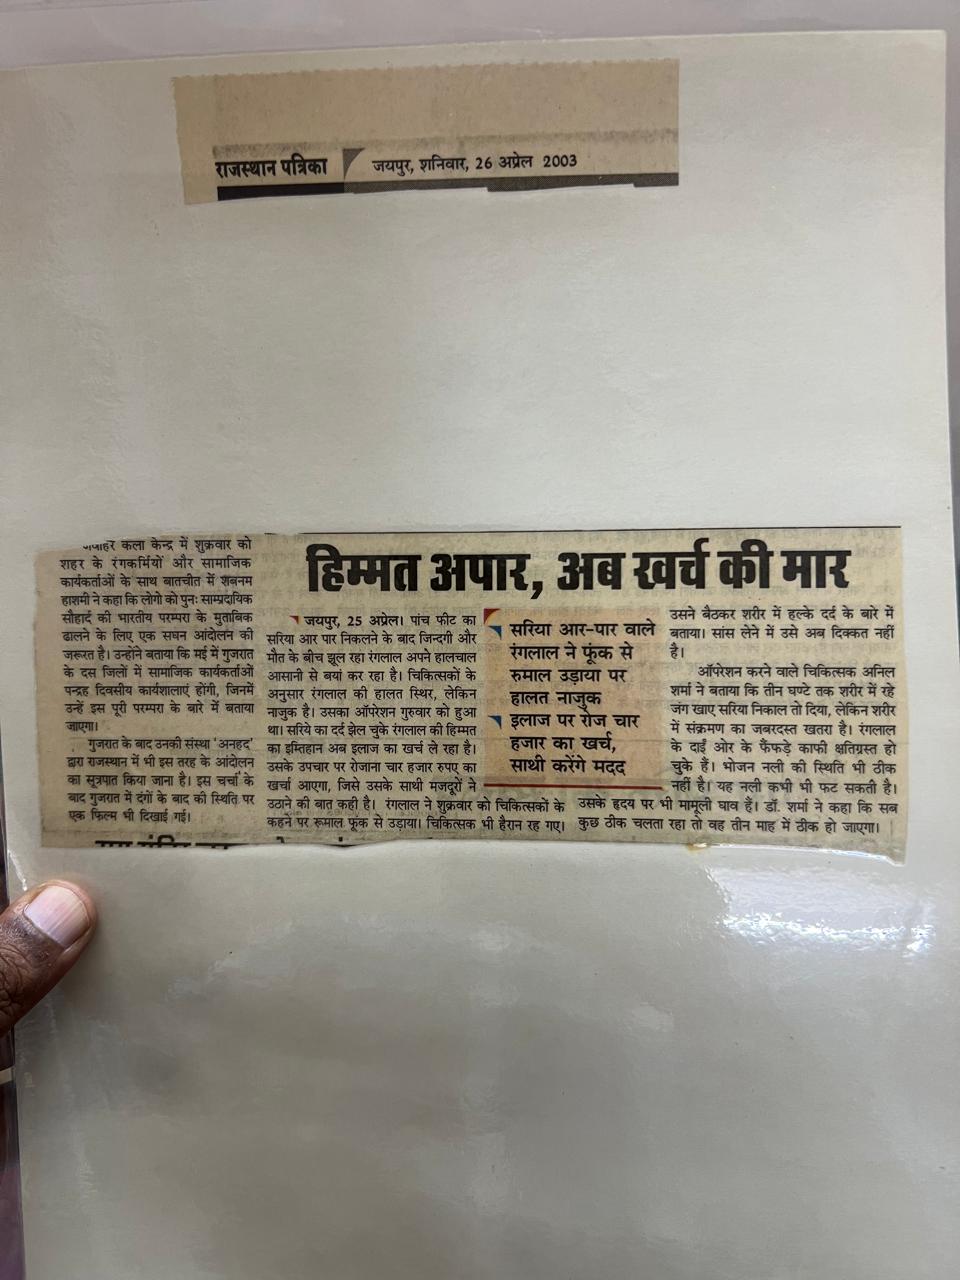 राजस्थान पत्रिका
जयपुर, शनिवार, 26 अप्रेल 2003
जवाहर कला केन्द्र में शुक्रवार को
शहर के रंगकर्मियों और सामाजिक
कार्यकर्ताओं के साथ बातचीत में शबनम
हाशमी ने कहा कि लोगो को पुनः साम्प्रदायिक
सौहार्द की भारतीय परम्परा के मुताबिक
ढालने के लिए एक सघन आंदोलन की
जरूरत है। उन्होंने बताया कि मई में गुजरात
के दस जिलों में सामाजिक कार्यकर्ताओं
पन्द्रह दिवसीय कार्यशालाएं होंगी, जिनमें
उन्हें इस पूरी परम्परा के बारे में बताया
जाएगा।
गुजरात के बाद उनकी संस्था 'अनहद'
द्वारा राजस्थान में भी इस तरह के आंदोलन
का सूत्रपात किया जाना है। इस चर्चा के
बाद गुजरात में दंगों के बाद की स्थिति पर
एक फिल्म भी दिखाई गई।
हिम्मत अपार, अब खर्च की मार
जयपुर, 25 अप्रेल। पांच फीट का
सरिया आर पार निकलने के बाद जिन्दगी और
मौत के बीच झूल रहा रंगलाल अपने हालचाल
आसानी से बयां कर रहा है। चिकित्सकों के
अनुसार रंगलाल की हालत स्थिर, लेकिन
नाजुक है। उसका ऑपरेशन गुरुवार को हुआ
था। सरिये का दर्द झेल चुके रंगलाल की हिम्मत
का इम्तिहान अब इलाज का खर्च ले रहा है।
उसके उपचार पर रोजाना चार हजार रुपए का
खर्चा आएगा, जिसे उसके साथी मजदूरों ने
उठाने की बात कही है। रंगलाल ने शुक्रवार को चिकित्सकों के
कहने पर रूमाल फूंक से उड़ाया। चिकित्सक भी हैरान रह गए।
सरिया आर-पार वाले
रंगलाल ने फूंक से
रुमाल उड़ाया पर
हालत नाजुक
इलाज पर रोज चार
हजार का खर्च,
साथी करेंगे मदद
उसने बैठकर शरीर में हल्के दर्द के बारे में
बताया। सांस लेने में उसे अब दिक्कत नहीं
है।
ऑपरेशन करने वाले चिकित्सक अनिल
शर्मा ने बताया कि तीन घण्टे तक शरीर में रहे
जंग खाए सरिया निकाल तो दिया, लेकिन शरीर
में संक्रमण का जबरदस्त खतरा है। रंगलाल
के दाईं ओर के फैंफड़े काफी क्षतिग्रस्त हो
चुके हैं। भोजन नली की स्थिति भी ठीक
नहीं है। यह नली कभी भी फट सकती है।
उसके हृदय पर भी मामूली घाव हैं। डॉ. शर्मा ने कहा कि सब
कुछ ठीक चलता रहा तो वह तीन माह में ठीक हो जाएगा।